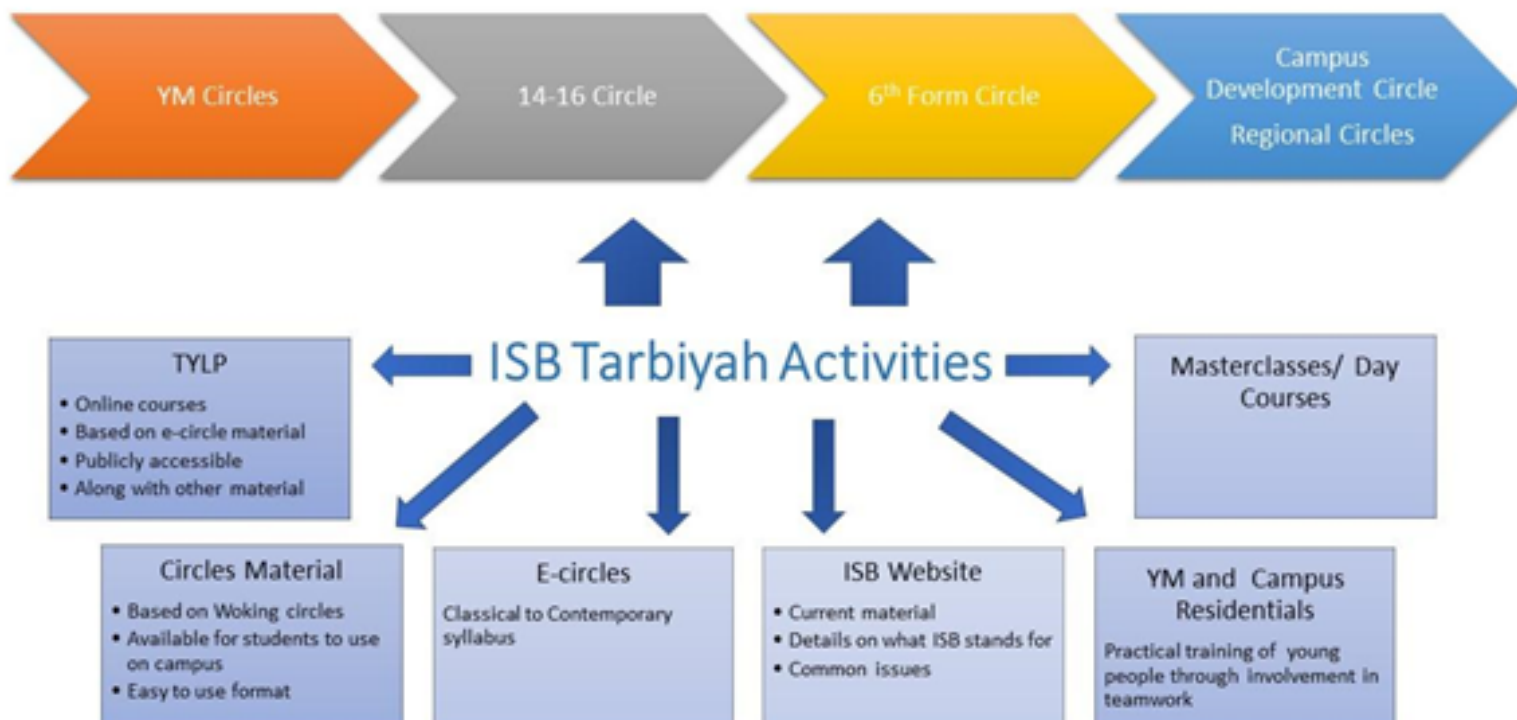 YM Circles
14-16 Circle
6th Form Circle
Campus
Development Circle
Regional Circles
ISB Tarbiyah Activities
TYLP
• Online courses
• Based on e-circle material
• Publicly accessible
• Along with other material
Masterclasses/ Day
Courses
Circles Material
• Based on Woking circles
• Available for students to use
on campus
• Easy to use format
E-circles
Classical to Contemporary
syllabus
ISB Website
• Current material
• Details on what ISB stands for
• Common issues
YM and Campus
Residentials
Practical training of young
people through involvement in
teamwork